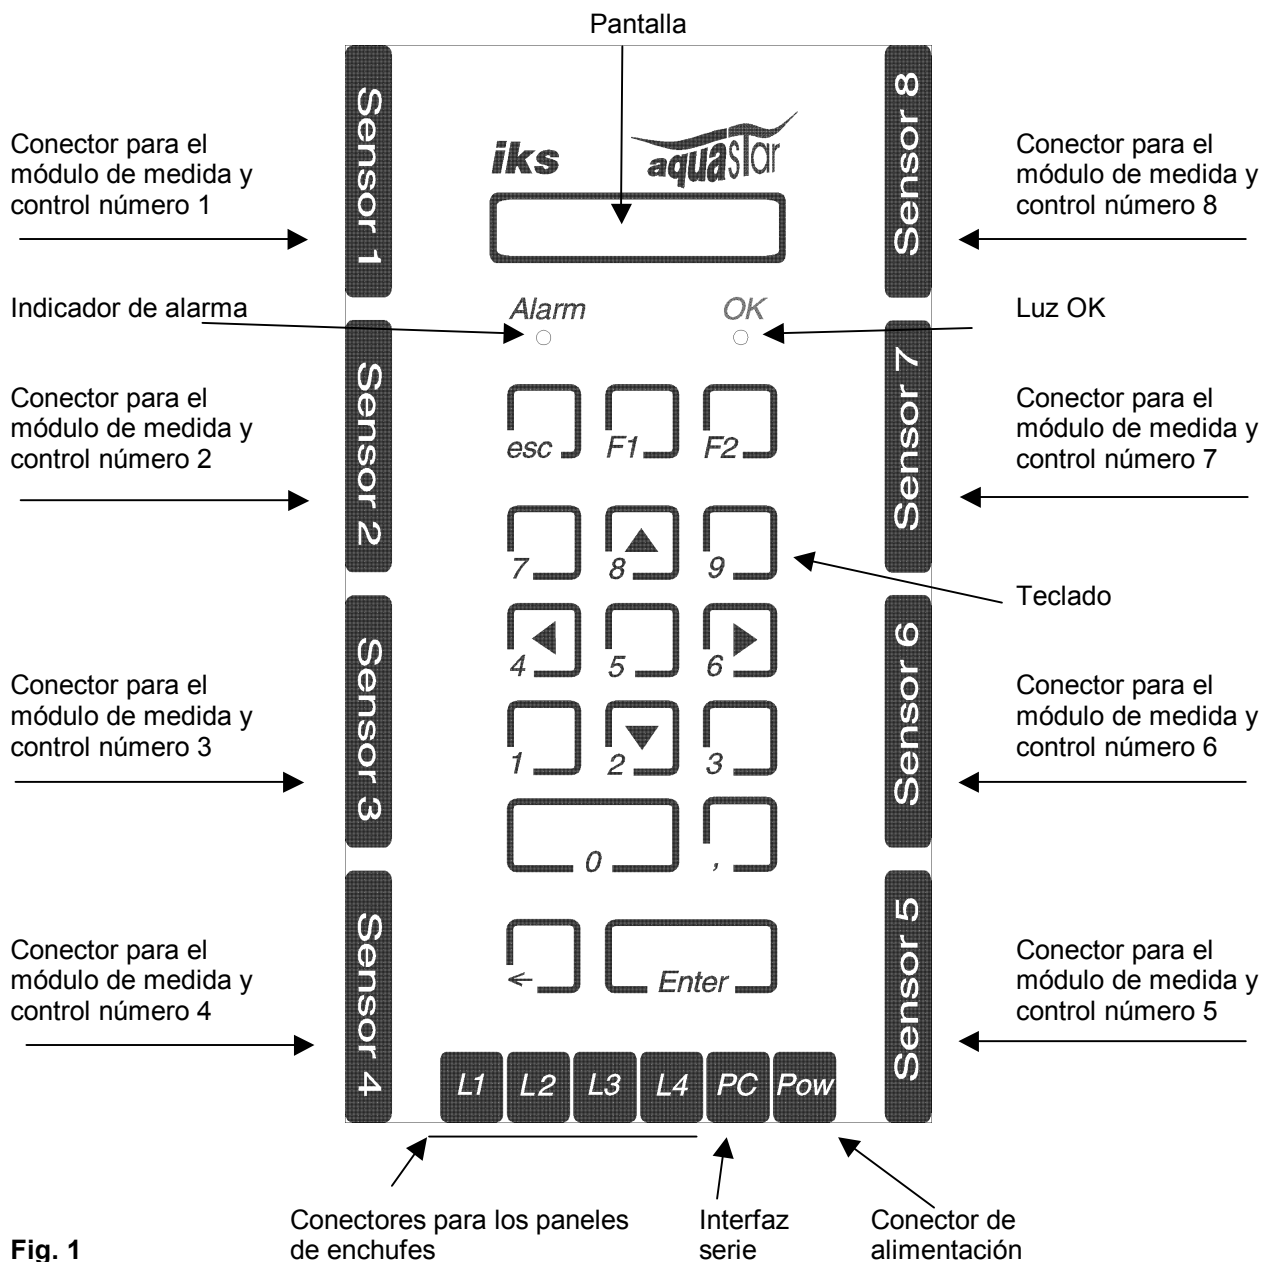 Pantalla
Sensor 1
Sensor 8
iks
aquastar
Conector para el
módulo de medida y
control número 1
Conector para el
módulo de medida y
control número 8
Indicador de alarma
Alarm
OK
Luz OK
Sensor 2
Sensor 7
Conector para el
módulo de medida y
control número 2
esc
F1
F2
Conector para el
módulo de medida y
control número 7
7
8
9
Teclado
4
5
6
Sensor 3
Sensor 6
Conector para el
módulo de medida y
control número 3
Conector para el
módulo de medida y
control número 6
1
2
3
0
,
Sensor 4
Sensor 5
Conector para el
módulo de medida y
control número 4
←
Enter
Conector para el
módulo de medida y
control número 5
L1 L2 L3 L4 PC Pow
Conectores para los paneles
de enchufes
Interfaz
serie
Conector de
alimentación
Fig. 1